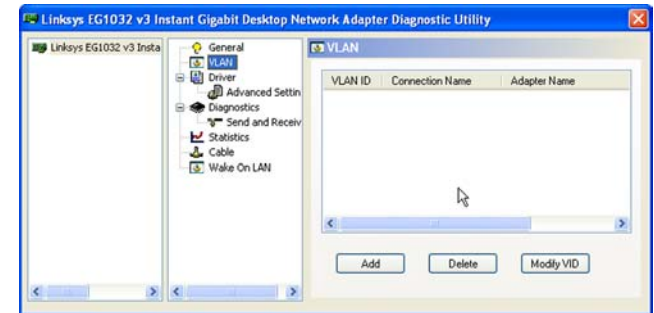 Linksys EG1032 v3 Instant Gigabit Desktop Network Adapter Diagnostic Utility
Linksys EG1032 v3 Insta
General
VLAN
Driver
Advanced Settin
Diagnostics
Send and Receiv
Statistics
Cable
Wake On LAN
VLAN
VLAN ID Connection Name Adapter Name
Add Delete Modify VID